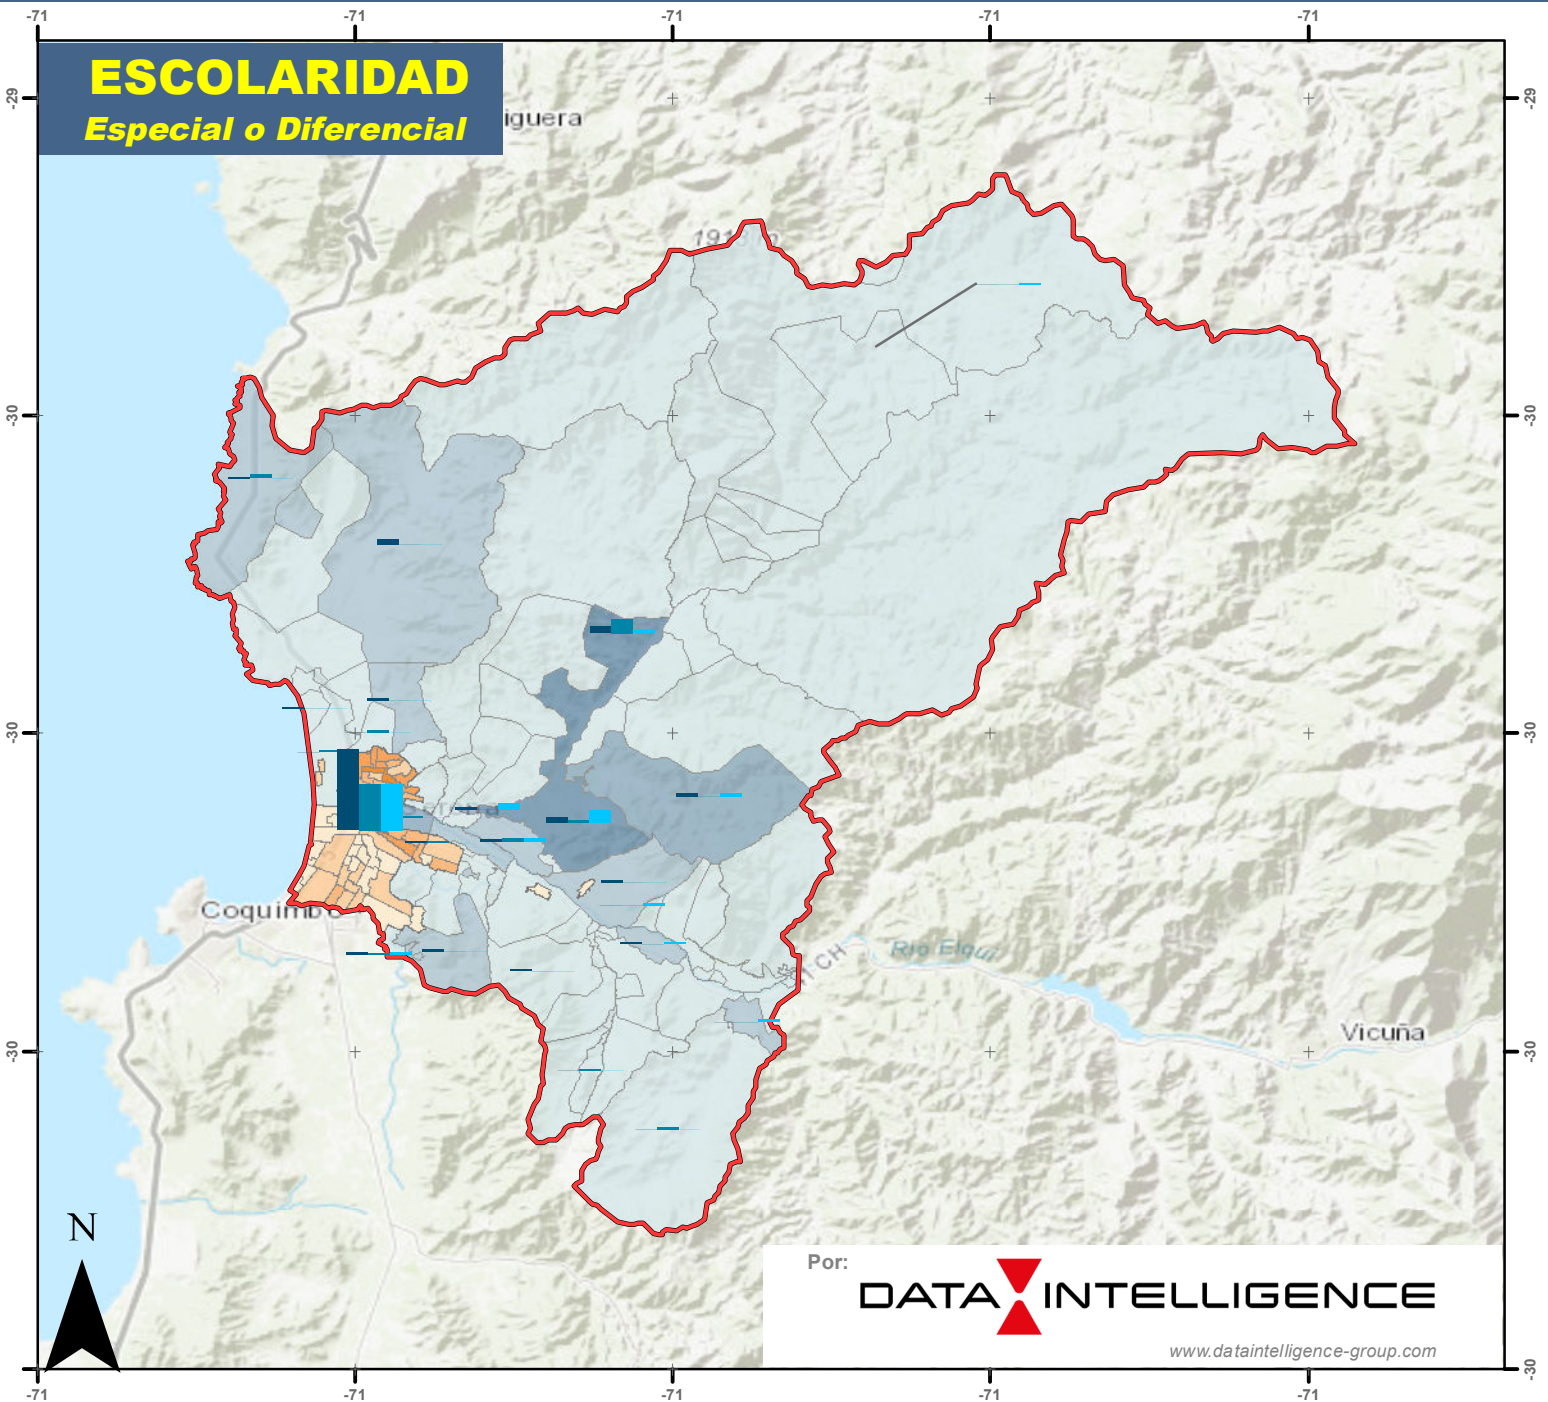 -71 -71 -71 -71 -71
ESCOLARIDAD
Especial o Diferencial
iguera
-29 -29
-30 -30
-30 -30
Coquimbo
Rio Elqui
Vicuña
-30 -30
N
Por:
DATA INTELLIGENCE
www.dataintelligence-group.com
-30
-71 -71 -71 -71 -71